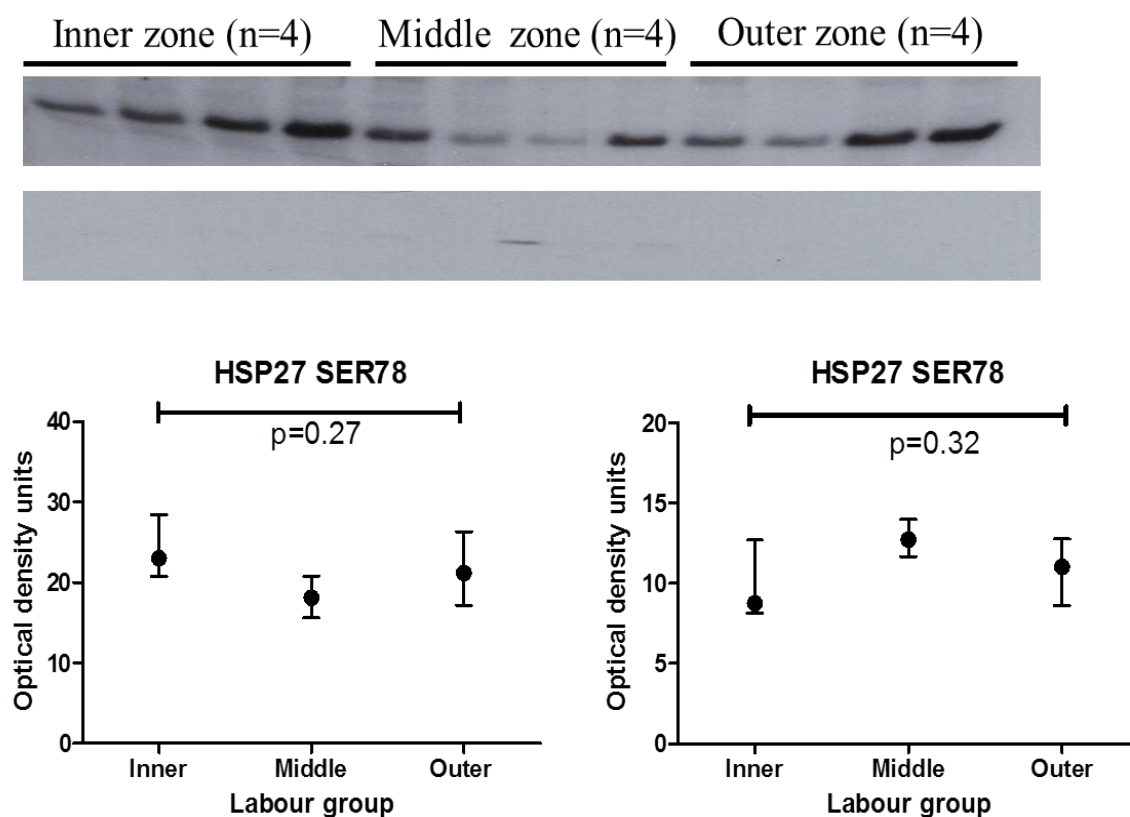 Inner zone (n=4) Middle zone (n=4) Outer zone (n=4)
HSP27 SER78
p=0.27
40
30
20
10
0
Optical density units
Inner Middle Outer
Labour group
HSP27 SER78
p=0.32
20
15
10
5
0
Optical density units
Inner Middle Outer
Labour group